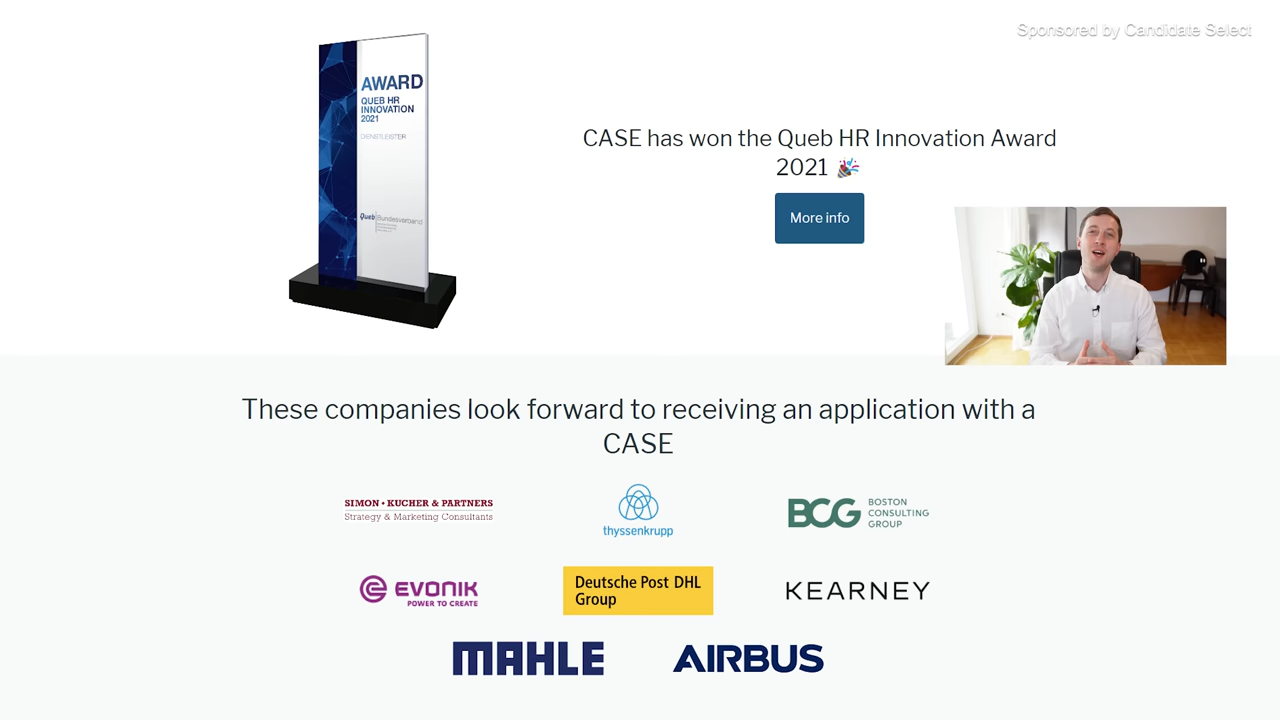 Sponsored by Candidate Select
AWARD
QUEB HR
INNOVATION
2021
DIENSTLEISTER
Queb Bundesverband
CASE has won the Queb HR Innovation Award
2021
More info
These companies look forward to receiving an application with a
CASE
SIMON • KUCHER & PARTNERS
Strategy & Marketing Consultants
thyssenkrupp
BCG
BOSTON
CONSULTING
GROUP
EVONIK
POWER TO CREATE
Deutsche Post DHL
Group
KEARNEY
MAHLE
AIRBUS